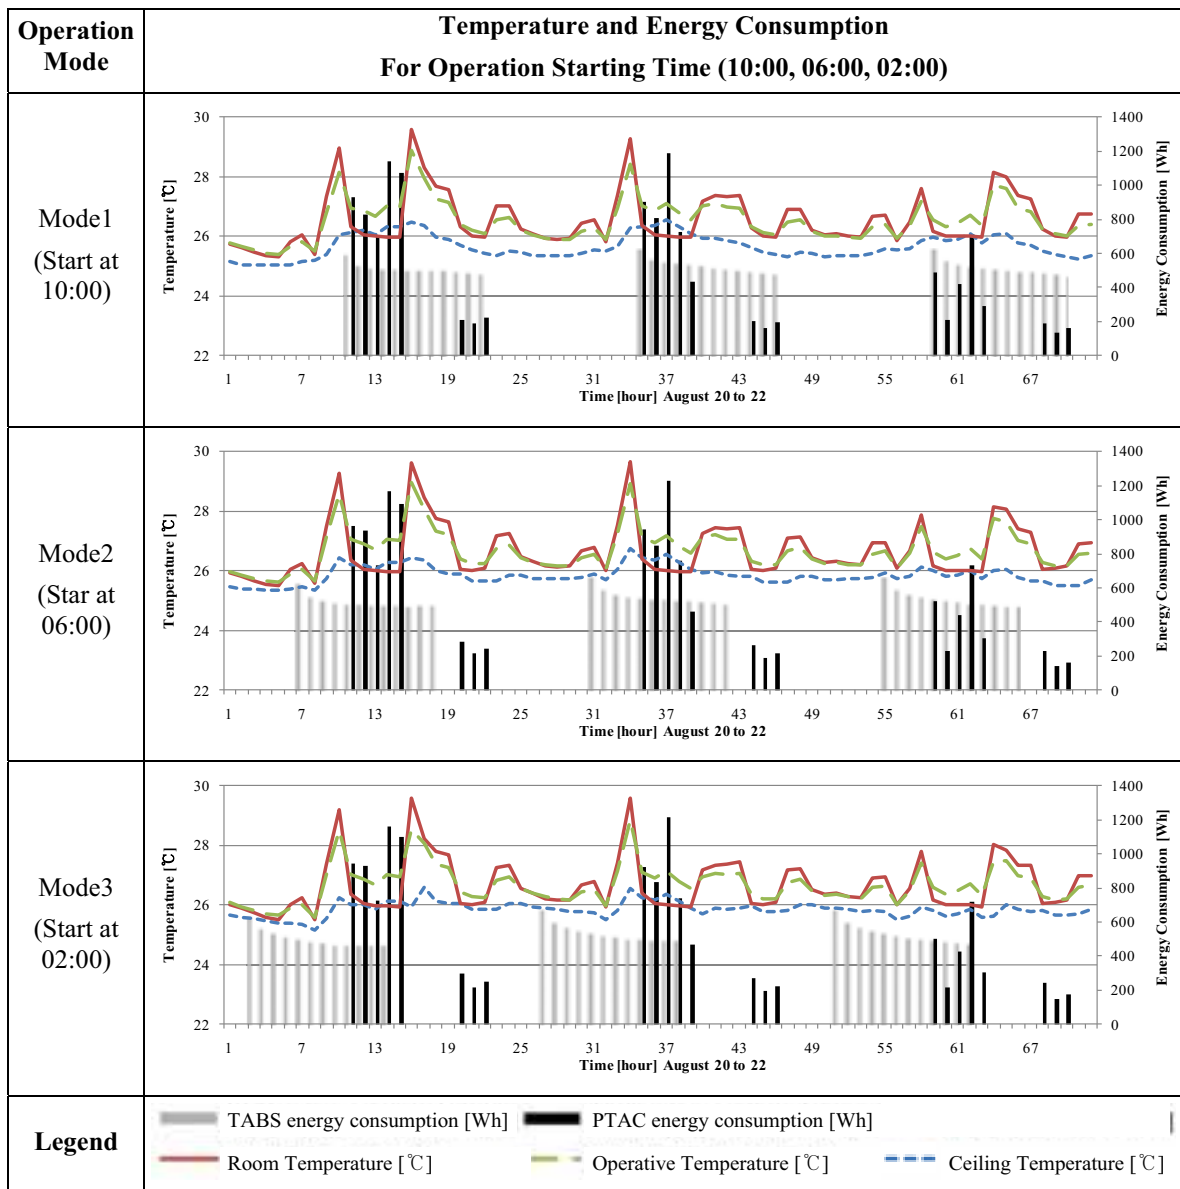 Operation Mode
Temperature and Energy Consumption
For Operation Starting Time (10:00, 06:00, 02:00)
Mode1
(Start at
10:00)
30
28
26
24
22
Temperature [℃]
1400
1200
1000
800
600
400
200
0
Energy Consumption [Wh]
1 7 13 19 25 31 37 43 49 55 61 67
Time [hour] August 20 to 22
Mode2
(Star at
06:00)
30
28
26
24
22
Temperature [℃]
1400
1200
1000
800
600
400
200
0
Energy Consumption [Wh]
1 7 13 19 25 31 37 43 49 55 61 67
Time [hour] August 20 to 22
Mode3
(Start at
02:00)
30
28
26
24
22
Temperature [℃]
1400
1200
1000
800
600
400
200
0
Energy Consumption [Wh]
1 7 13 19 25 31 37 43 49 55 61 67
Time [hour] August 20 to 22
Legend
TABS energy consumption [Wh] PTAC energy consumption [Wh]
Room Temperature [℃] Operative Temperature [℃] Ceiling Temperature [℃]